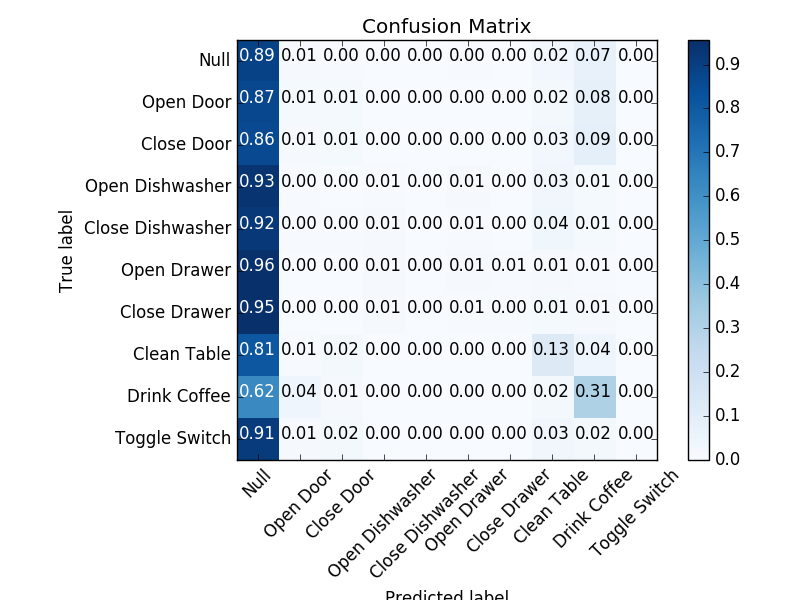 Confusion Matrix
Null 0.89 0.01 0.00 0.00 0.00 0.00 0.00 0.02 0.07 0.00
Open Door 0.87 0.01 0.01 0.00 0.00 0.00 0.00 0.02 0.08 0.00
Close Door 0.86 0.01 0.01 0.00 0.00 0.00 0.00 0.03 0.09 0.00
Open Dishwasher 0.93 0.00 0.00 0.01 0.00 0.01 0.00 0.03 0.01 0.00
Close Dishwasher 0.92 0.00 0.00 0.01 0.00 0.01 0.00 0.04 0.01 0.00
Open Drawer 0.96 0.00 0.00 0.01 0.00 0.01 0.01 0.01 0.01 0.00
Close Drawer 0.95 0.00 0.00 0.01 0.00 0.01 0.00 0.01 0.01 0.00
Clean Table 0.81 0.01 0.02 0.00 0.00 0.00 0.00 0.13 0.04 0.00
Drink Coffee 0.62 0.04 0.01 0.00 0.00 0.00 0.00 0.02 0.31 0.00
Toggle Switch 0.91 0.01 0.02 0.00 0.00 0.00 0.00 0.03 0.02 0.00
True label
Null
Open Door
Close Door
Open Dishwasher
Close Dishwasher
Open Drawer
Close Drawer
Clean Table
Drink Coffee
Toggle Switch
Predicted label
0.9
0.8
0.7
0.6
0.5
0.4
0.3
0.2
0.1
0.0